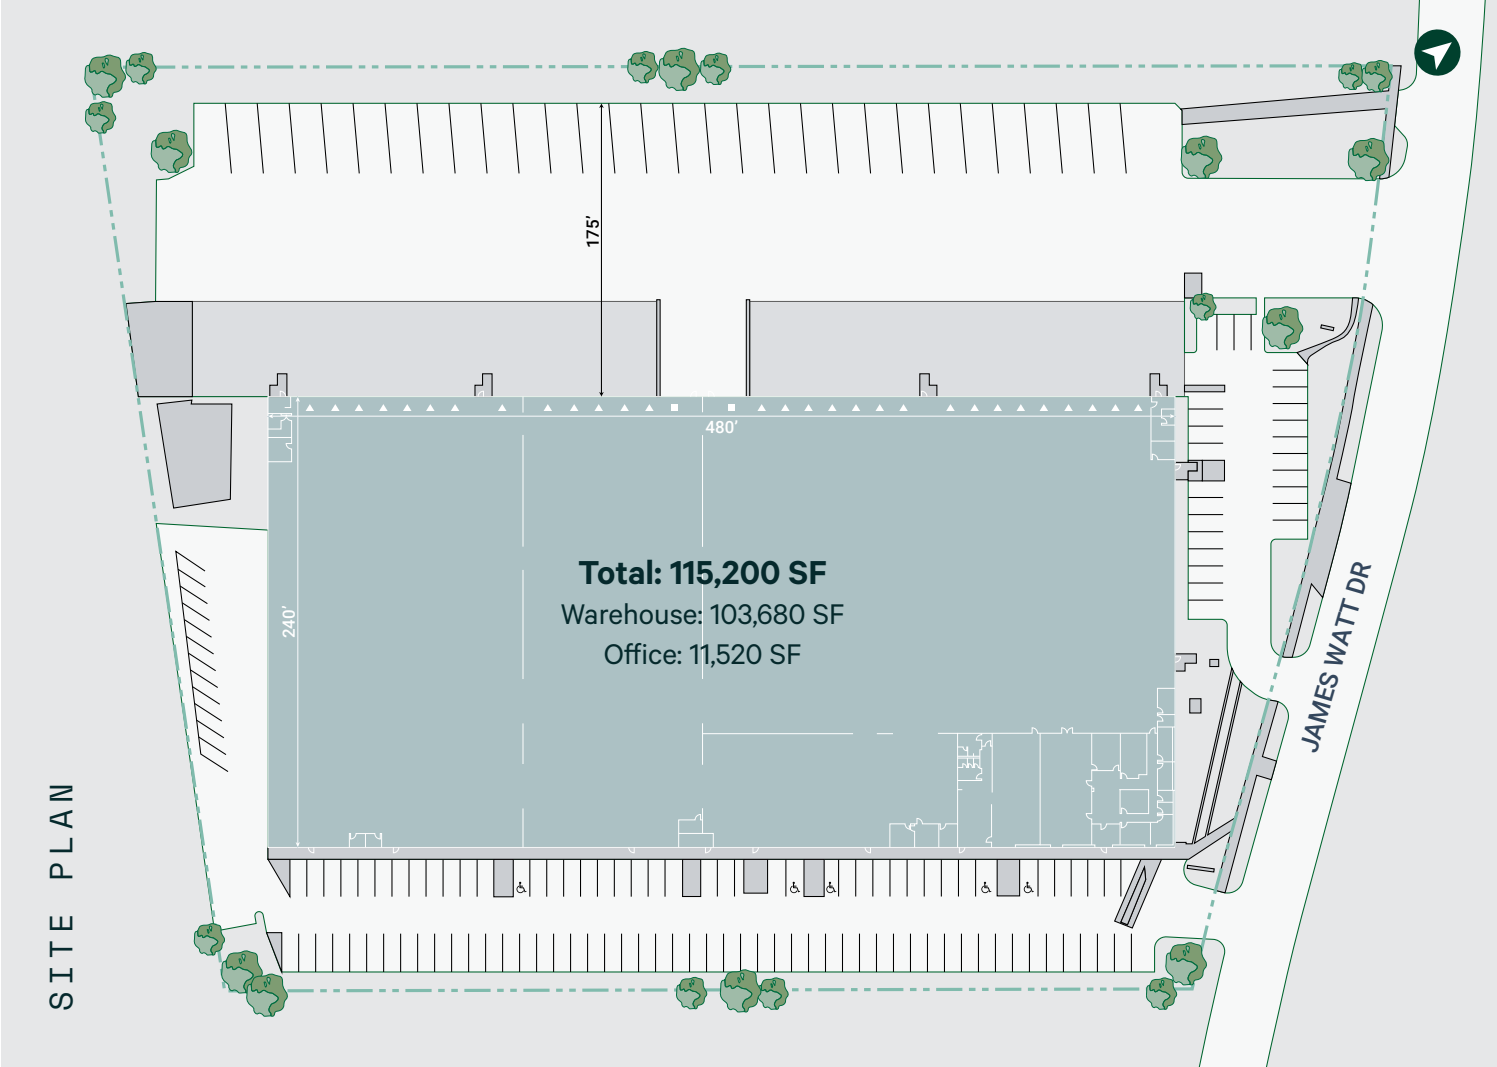 175′
480′
Total: 115,200 SF
Warehouse: 103,680 SF
Office: 11,520 SF
240′
JAMES WATT DR
SITE PLAN